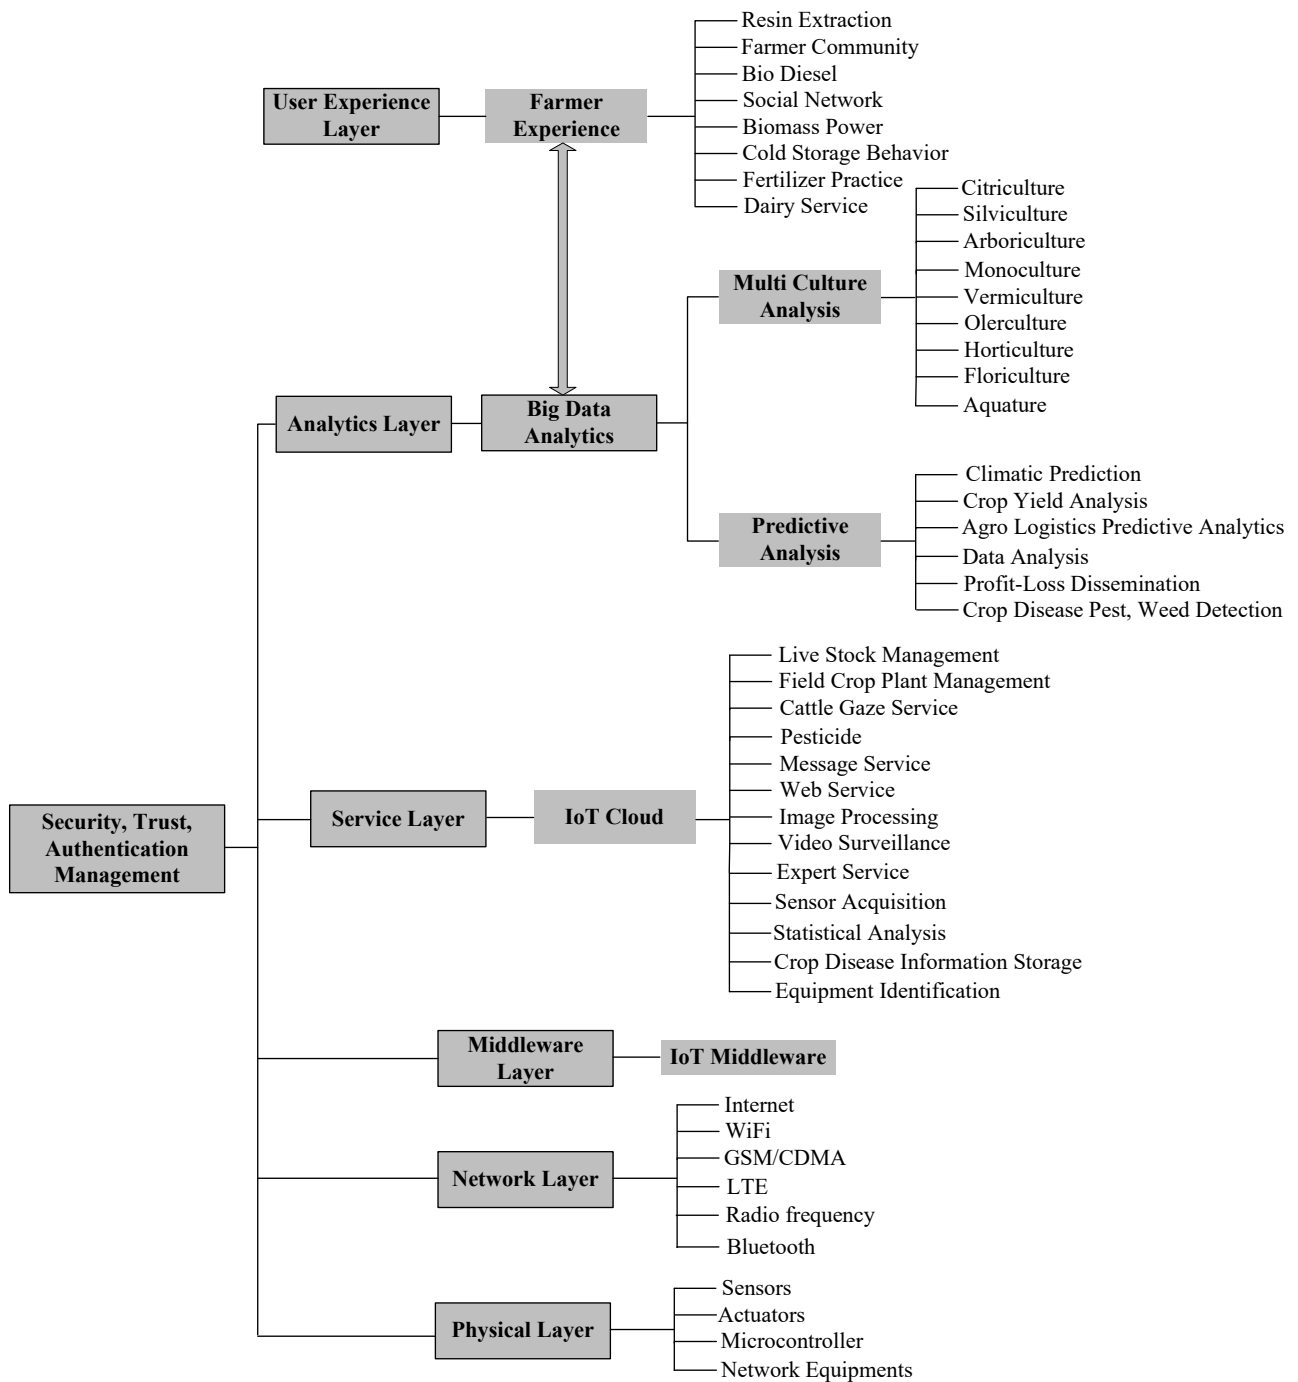 User Experience
Layer
Farmer
Experience
Resin Extraction
Farmer Community
Bio Diesel
Social Network
Biomass Power
Cold Storage Behavior
Fertilizer Practice
Dairy Service
Analytics Layer
Big Data
Analytics
Multi Culture
Analysis
Citriculture
Silviculture
Arboriculture
Monoculture
Vermiculture
Olerculture
Horticulture
Floriculture
Aquature
Predictive
Analysis
Climatic Prediction
Crop Yield Analysis
Agro Logistics Predictive Analytics
Data Analysis
Profit-Loss Dissemination
Crop Disease Pest, Weed Detection
Security, Trust,
Authentication
Management
Service Layer
IoT Cloud
Live Stock Management
Field Crop Plant Management
Cattle Gaze Service
Pesticide
Message Service
Web Service
Image Processing
Video Surveillance
Expert Service
Sensor Acquisition
Statistical Analysis
Crop Disease Information Storage
Equipment Identification
Middleware
Layer
IoT Middleware
Network Layer
Internet
WiFi
GSM/CDMA
LTE
Radio frequency
Bluetooth
Physical Layer
Sensors
Actuators
Microcontroller
Network Equipments